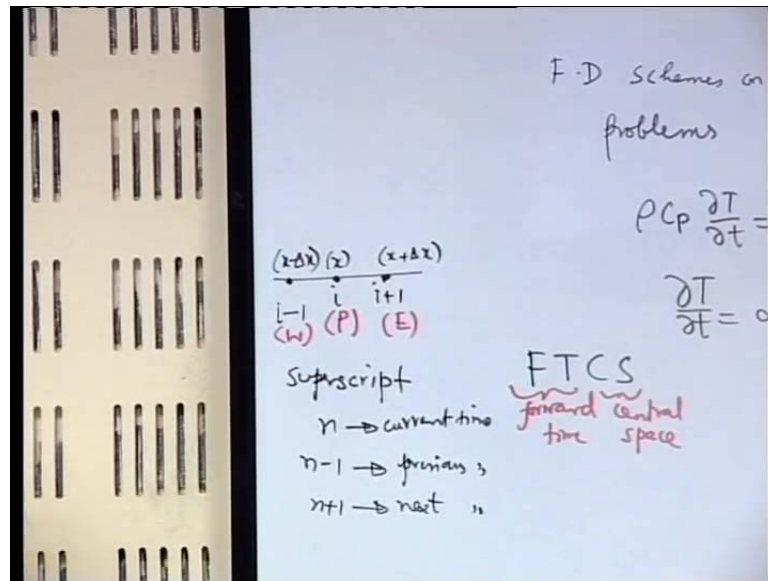 F.D schemes on
problems
ρCp ∂T/∂t =
∂T/∂t =
(x-Δx) (x) (x+Δx)
i-1 i i+1
(W) (P) (E)
Superscript
n → current time
n-1 → previous "
n+1 → next "
FTCS
forward central
time space